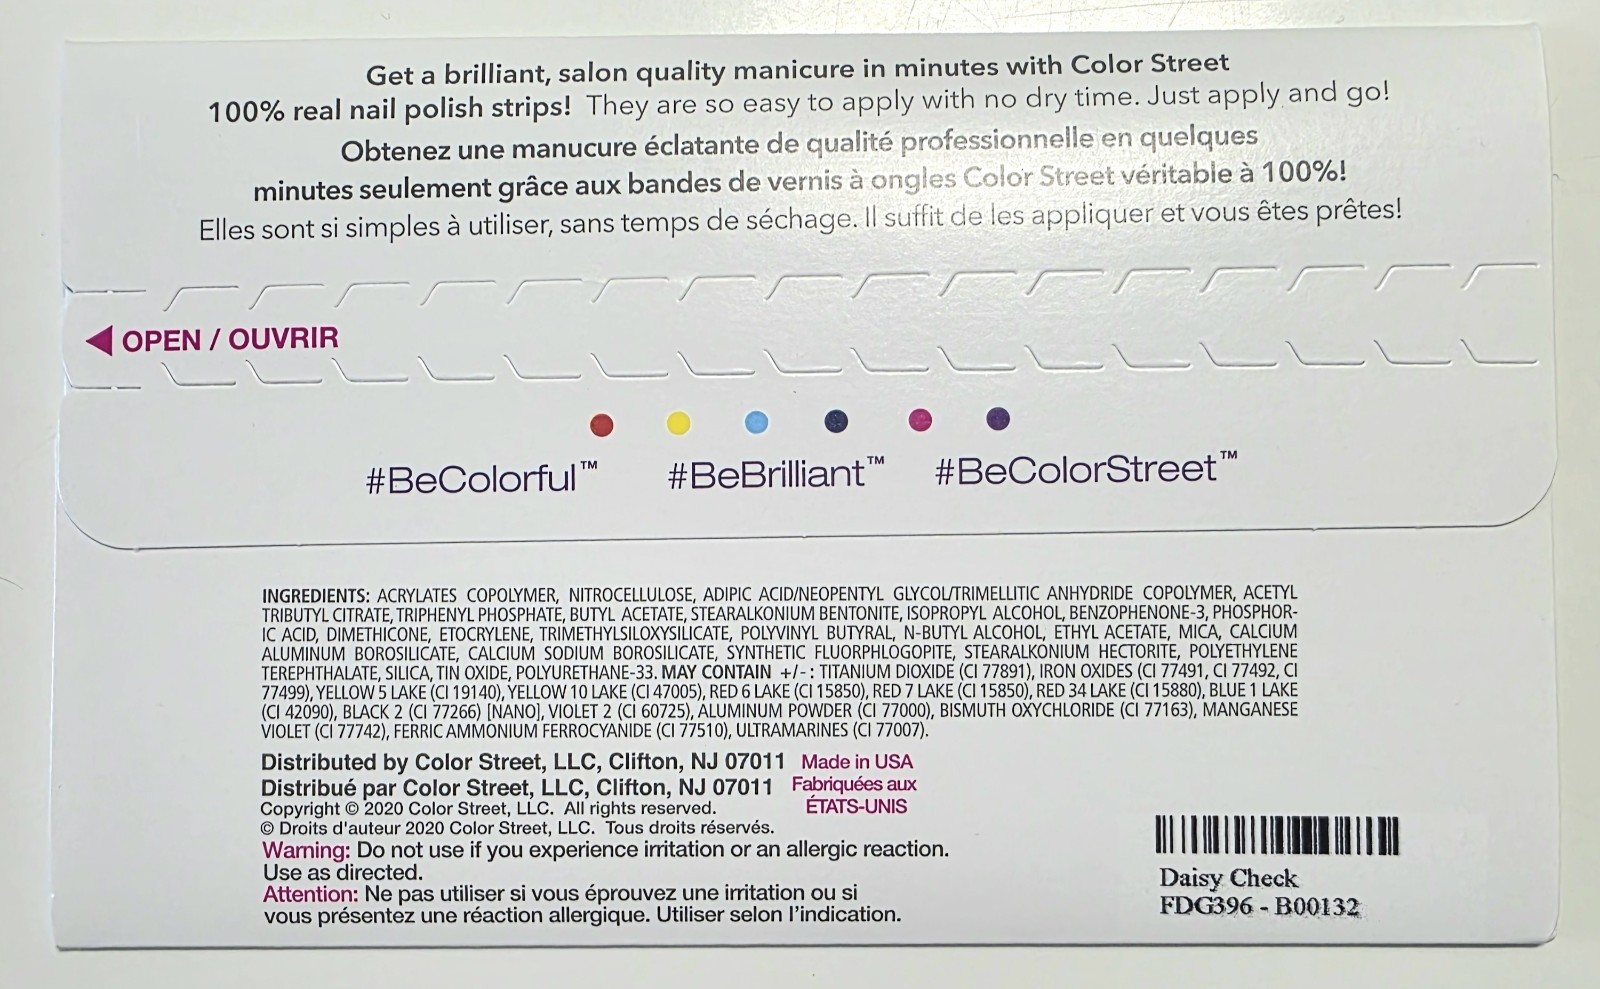 Get a brilliant, salon quality manicure in minutes with Color Street
100% real nail polish strips! They are so easy to apply with no dry time. Just apply and go!
Obtenez une manucure éclatante de qualité professionnelle en quelques
minutes seulement grâce aux bandes de vernis à ongles Color Street véritable à 100%!
Elles sont si simples à utiliser, sans temps de séchage. Il suffit de les appliquer et vous êtes prêtes!
OPEN / OUVRIR
#BeColorful™ #BeBrilliant™ #BeColorStreet™
INGREDIENTS: ACRYLATES COPOLYMER, NITROCELLULOSE, ADIPIC ACID/NEOPENTYL GLYCOL/TRIMELLITIC ANHYDRIDE COPOLYMER, ACETYL
TRIBUTYL CITRATE, TRIPHENYL PHOSPHATE, BUTYL ACETATE, STEARALKONIUM BENTONITE, ISOPROPYL ALCOHOL, BENZOPHENONE-3, PHOSPHOR-
IC ACID, DIMETHICONE, ETOCRYLENE, TRIMETHYLSILOXYSILICATE, POLYVINYL BUTYRAL, N-BUTYL ALCOHOL, ETHYL ACETATE, MICA, CALCIUM
ALUMINUM BOROSILICATE, CALCIUM SODIUM BOROSILICATE, SYNTHETIC FLUORPHLOGOPITE, STEARALKONIUM HECTORITE, POLYETHYLENE
TEREPHTHALATE, SILICA, TIN OXIDE, POLYURETHANE-33. MAY CONTAIN +/-: TITANIUM DIOXIDE (CI 77891), IRON OXIDES (CI 77491, CI 77492, CI
77499), YELLOW 5 LAKE (CI 19140), YELLOW 10 LAKE (CI 47005), RED 6 LAKE (CI 15850), RED 7 LAKE (CI 15850), RED 34 LAKE (CI 15880), BLUE 1 LAKE
(CI 42090), BLACK 2 (CI 77266) [NANO], VIOLET 2 (CI 60725), ALUMINUM POWDER (CI 77000), BISMUTH OXYCHLORIDE (CI 77163), MANGANESE
VIOLET (CI 77742), FERRIC AMMONIUM FERROCYANIDE (CI 77510), ULTRAMARINES (CI 77007).
Distributed by Color Street, LLC, Clifton, NJ 07011 Made in USA
Distribué par Color Street, LLC, Clifton, NJ 07011 Fabriquées aux
ÉTATS-UNIS
Copyright © 2020 Color Street, LLC. All rights reserved.
© Droits d'auteur 2020 Color Street, LLC. Tous droits réservés.
Warning: Do not use if you experience irritation or an allergic reaction.
Use as directed.
Attention: Ne pas utiliser si vous éprouvez une irritation ou si
vous présentez une réaction allergique. Utiliser selon l'indication.
Daisy Check
FDG396 - B00132